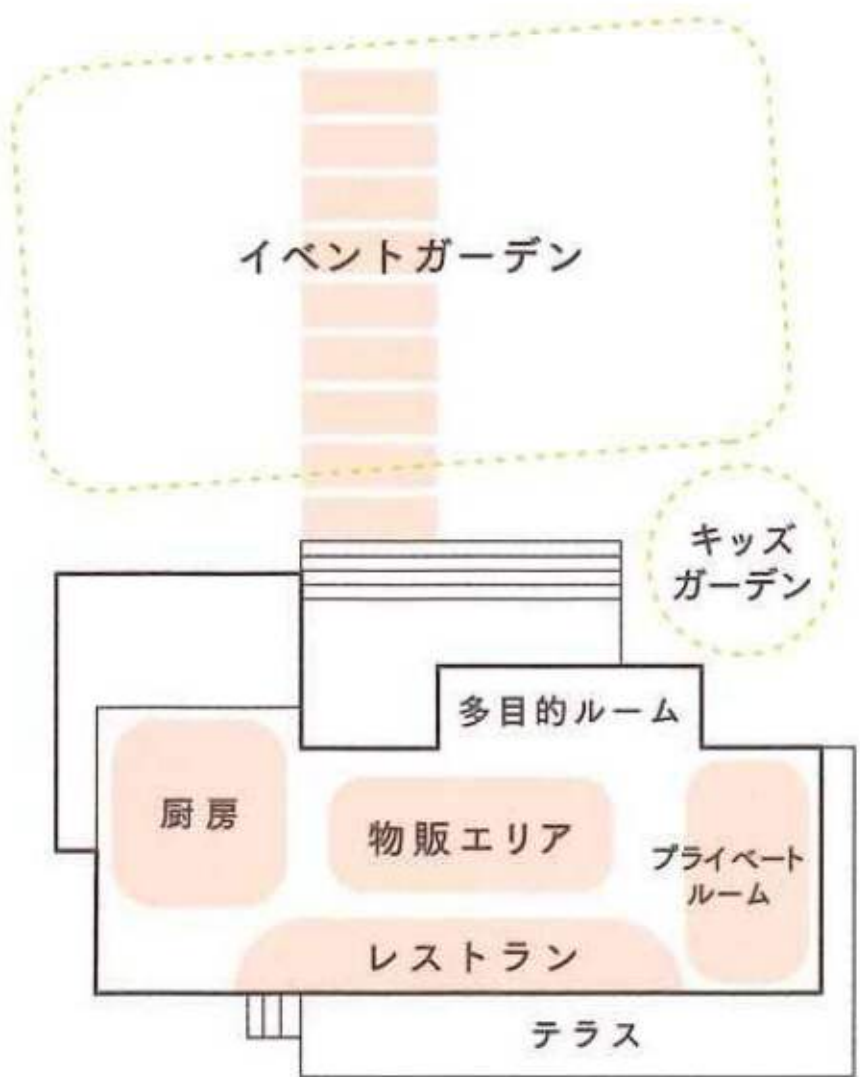 イベントガーデン
キッズ
ガーデン
多目的ルーム
厨房
物販エリア
プライベート
ルーム
レストラン
テラス